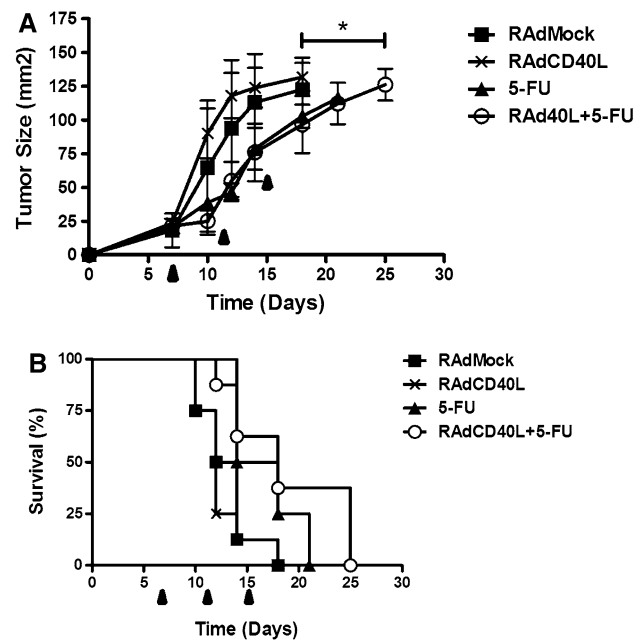 A
175
150
125
100
75
50
25
0
Tumor Size (mm2)
*
0 5 10 15 20 25 30
Time (Days)
RAdMock
RAdCD40L
5-FU
RAd40L+5-FU
B
100
75
50
25
0
Survival (%)
0 5 10 15 20 25 30
Time (Days)
RAdMock
RAdCD40L
5-FU
RAdCD40L+5-FU